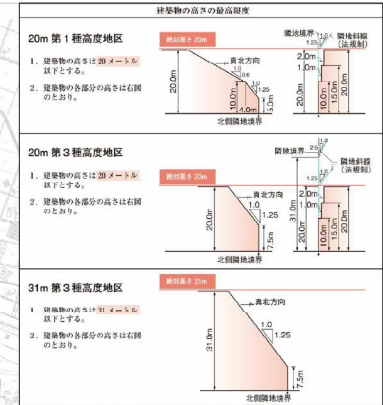 建築物の高さの最高限度
20m 第1種高度地区
1. 建築物の高さは 20 メートル
以下とする。
2. 建築物の各部分の高さは右図
のとおり。
絶対高さ 20m
真北方向
1.0
0.6
1.0
1.25
20.0m
10.0m
4.0m
5.0m
北側隣地境界
隣地境界
隣地斜線
(法規制)
1.0
1.25
2.0m
1.0m
20.0m
10.0m
15.0m
20.0m
20m 第3種高度地区
1. 建築物の高さは 20 メートル
以下とする。
2. 建築物の各部分の高さは右図
のとおり。
絶対高さ 20m
真北方向
1.0
1.25
20.0m
7.5m
北側隣地境界
隣地境界
1.0
2.5
隣地斜線
(法規制)
1.0
1.25
2.0m
1.0m
31.0m
20.0m
10.0m
15.0m
20.0m
31m 第3種高度地区
1. 建築物の高さは 31 メートル
以下とする。
2. 建築物の各部分の高さは右図
のとおり。
絶対高さ 31m
真北方向
1.0
1.25
31.0m
7.5m
北側隣地境界